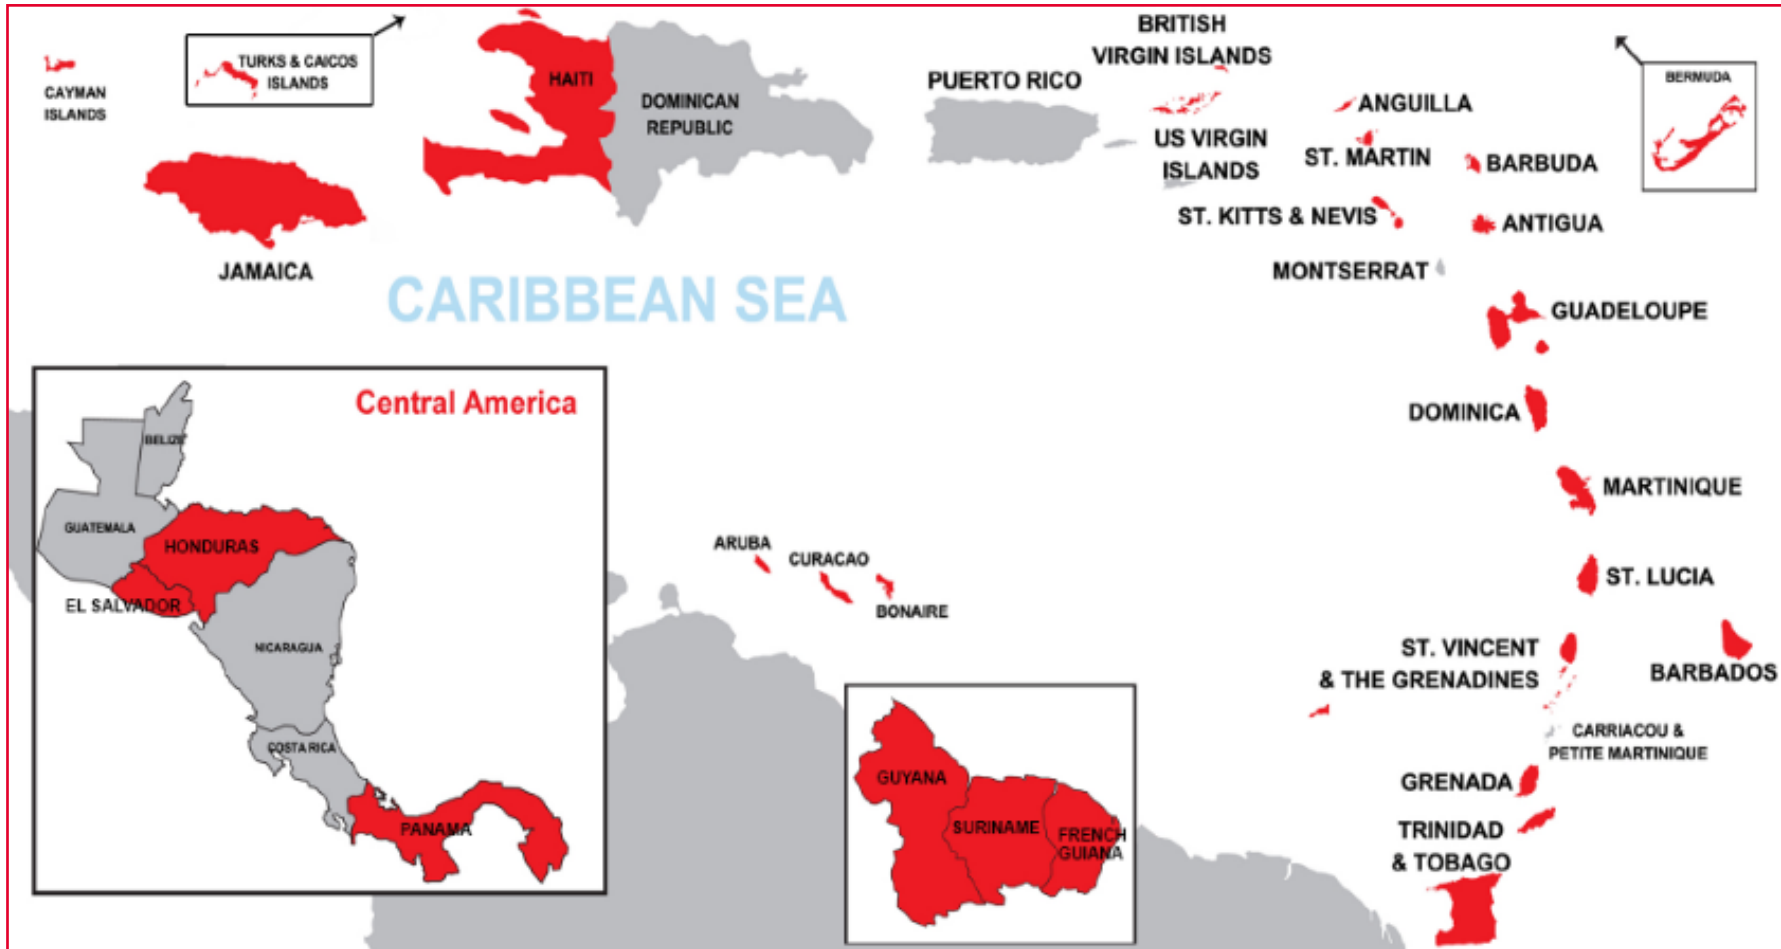 BRITISH
VIRGIN ISLANDS
TURKS & CAICOS
ISLANDS
CAYMAN
ISLANDS
HAITI
DOMINICAN
REPUBLIC
PUERTO RICO
BERMUDA
ANGUILLA
US VIRGIN
ISLANDS
ST. MARTIN
BARBUDA
ST. KITTS & NEVIS
ANTIGUA
JAMAICA
MONTSERRAT
CARIBBEAN SEA
GUADELOUPE
Central America
DOMINICA
BELIZE
MARTINIQUE
GUATEMALA
HONDURAS
ARUBA
CURACAO
BONAIRE
ST. LUCIA
EL SALVADOR
NICARAGUA
ST. VINCENT
& THE GRENADINES
BARBADOS
CARRIACOU &
PETITE MARTINIQUE
COSTA RICA
GUYANA
GRENADA
PANAMA
SURINAME
FRENCH
GUIANA
TRINIDAD
& TOBAGO